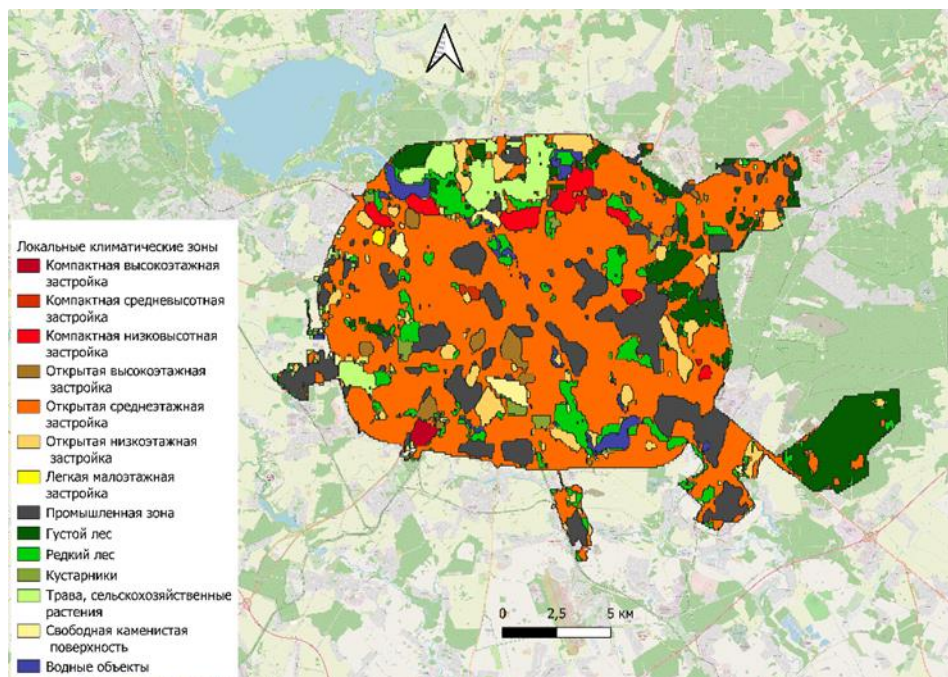 Локальные климатические зоны
Компактная высокоэтажная
застройка
Компактная средневысотная
застройка
Компактная низковысотная
застройка
Открытая высокоэтажная
застройка
Открытая среднеэтажная
застройка
Открытая низкоэтажная
застройка
Легкая малоэтажная
застройка
Промышленная зона
Густой лес
Редкий лес
Кустарники
Трава, сельскохозяйственные
растения
Свободная каменистая
поверхность
Водные объекты
0 2,5 5 км